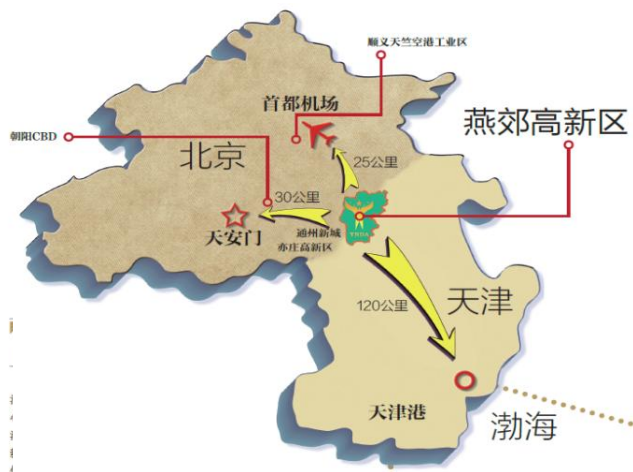 顺义天竺空港工业区
首都机场
燕郊高新区
朝阳CBD
北京
25公里
30公里
天安门
通州新城
亦庄高新区
YHDA
120公里
天津
天津港
渤海